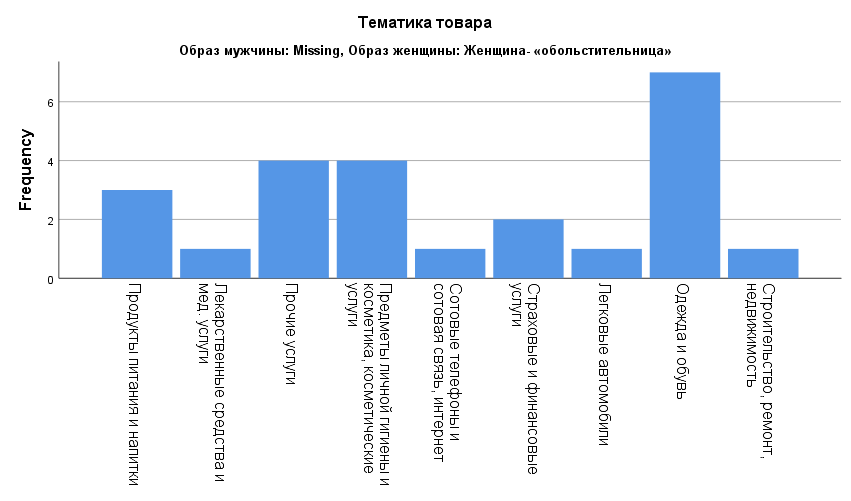 Тематика товара
Образ мужчины: Missing, Образ женщины: Женщина- «обольстительница»
Frequency
6
4
2
0
Продукты питания и напитки
Лекарственные средства и
мед. услуги
Прочие услуги
Предметы личной гигиены и
косметика, косметические
услуги
Сотовые телефоны и
сотовая связь, интернет
Страховые и финансовые
услуги
Легковые автомобили
Одежда и обувь
Строительство, ремонт,
недвижимость